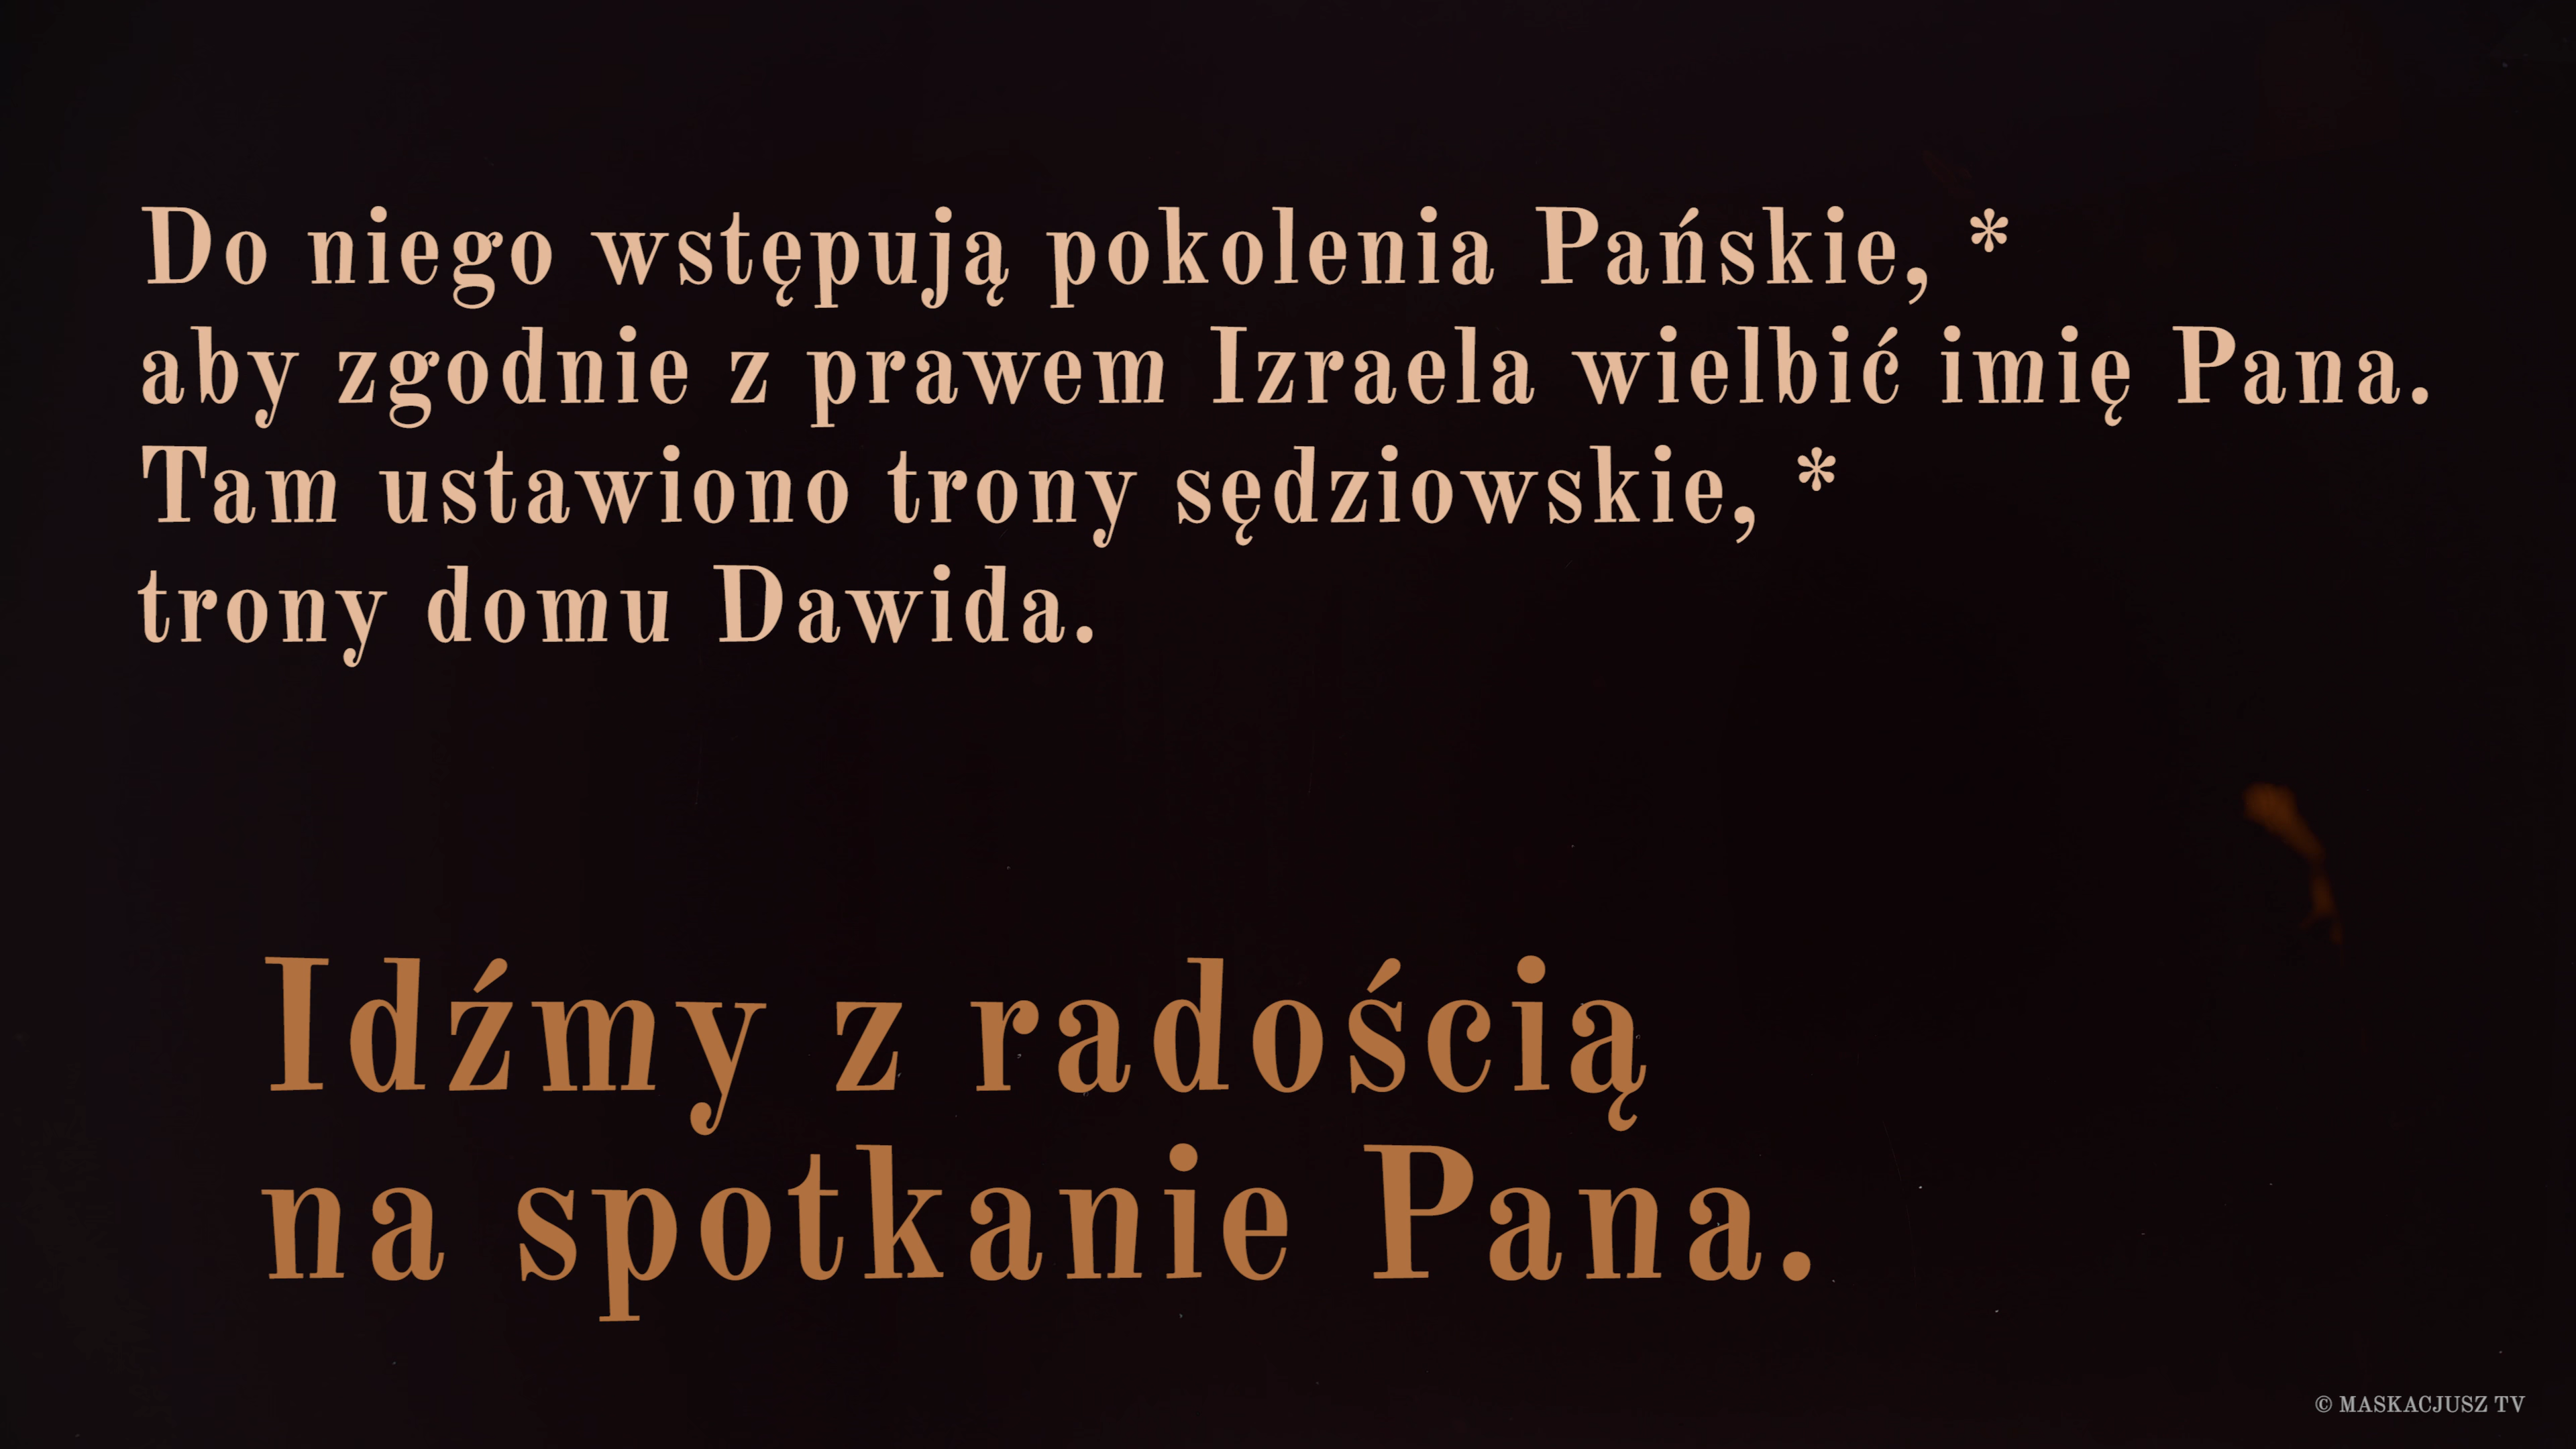 Do niego wstępują pokolenia Pańskie, *
aby zgodnie z prawem Izraela wielbić imię Pana.
Tam ustawiono trony sędziowskie, *
trony domu Dawida.
Idźmy z radością
na spotkanie Pana.
© MASKACJUSZ TV